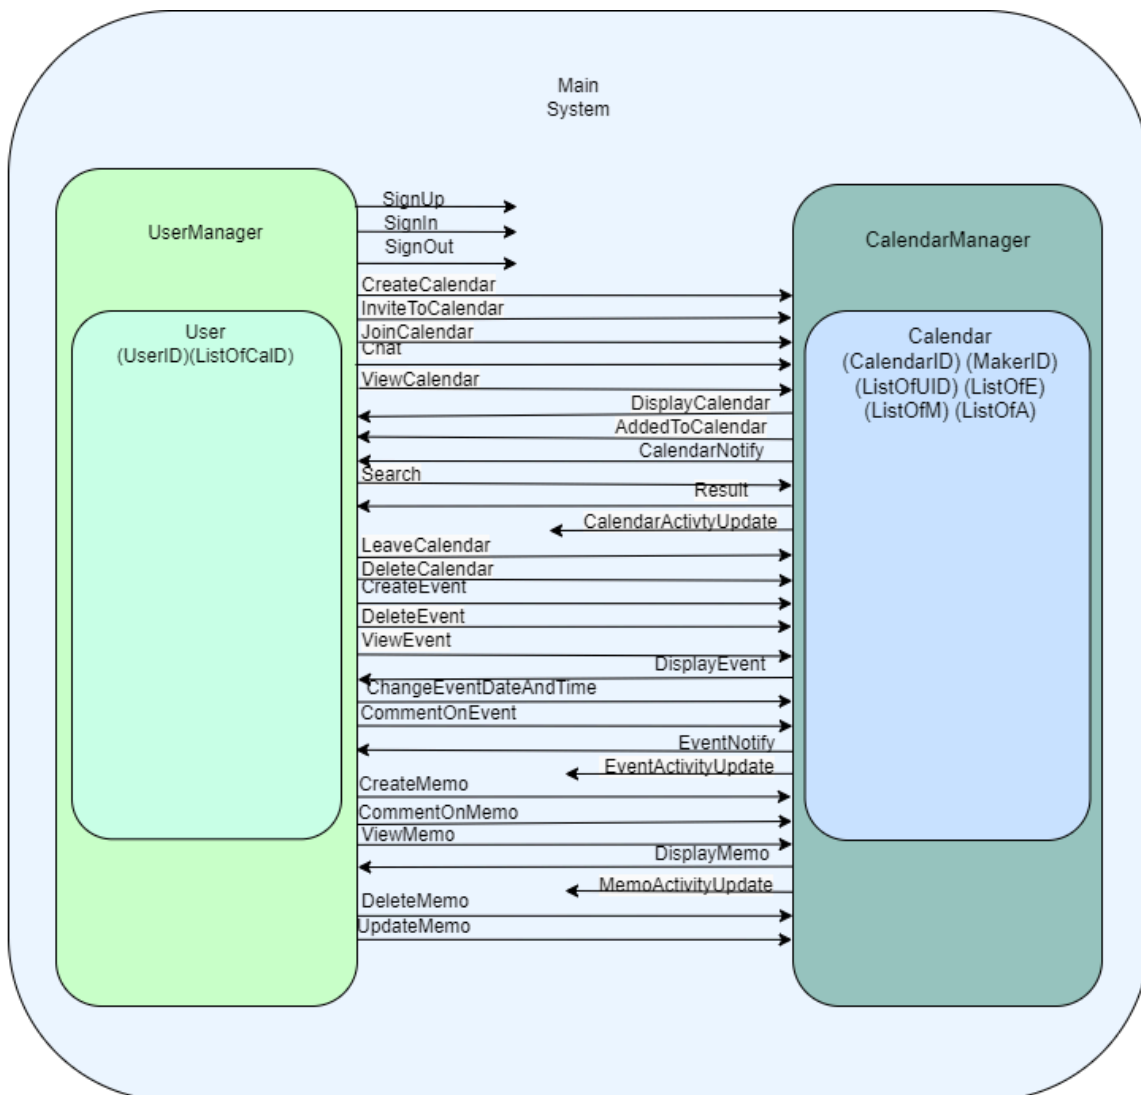 Main
System
UserManager
SignUp
SignIn
SignOut
CalendarManager
CreateCalendar
InviteToCalendar
JoinCalendar
Chat
ViewCalendar
DisplayCalendar
AddedToCalendar
CalendarNotify
Search
Result
CalendarActivtyUpdate
LeaveCalendar
DeleteCalendar
CreateEvent
DeleteEvent
ViewEvent
DisplayEvent
ChangeEventDateAndTime
CommentOnEvent
EventNotify
EventActivityUpdate
CreateMemo
CommentOnMemo
ViewMemo
DisplayMemo
MemoActivityUpdate
DeleteMemo
UpdateMemo
User
(UserID)(ListOfCalD)
Calendar
(CalendarID) (MakerID)
(ListOfUID) (ListOfE)
(ListOfM) (ListOfA)